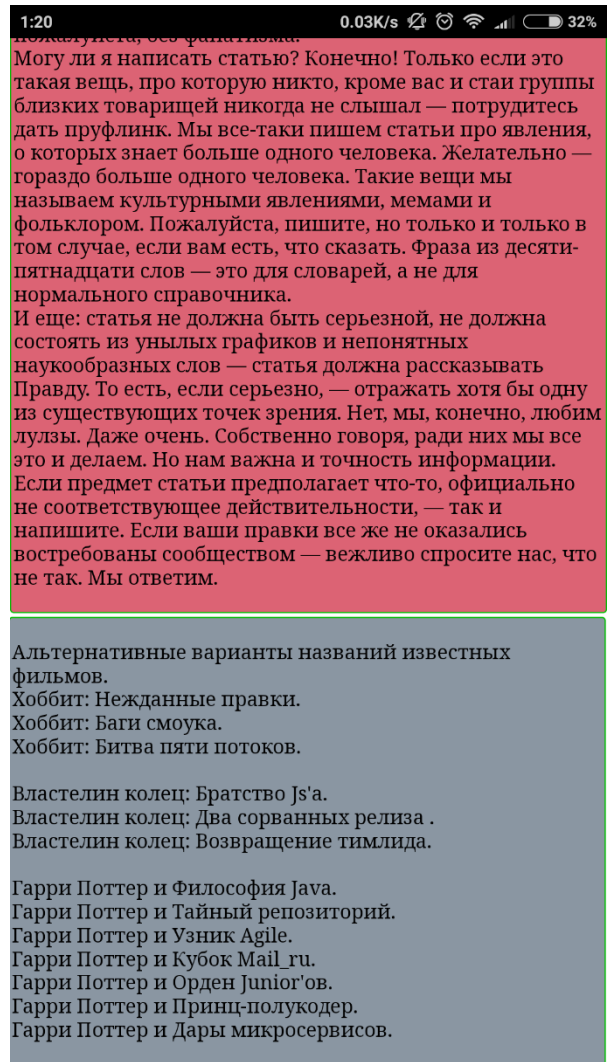 1:20 0.03K/s 32%
пожалуйста, без фанатизма.
Могу ли я написать статью? Конечно! Только если это
такая вещь, про которую никто, кроме вас и стаи группы
близких товарищей никогда не слышал — потрудитесь
дать пруфлинк. Мы все-таки пишем статьи про явления,
о которых знает больше одного человека. Желательно —
гораздо больше одного человека. Такие вещи мы
называем культурными явлениями, мемами и
фольклором. Пожалуйста, пишите, но только и только в
том случае, если вам есть, что сказать. Фраза из десяти-
пятнадцати слов — это для словарей, а не для
нормального справочника.
И еще: статья не должна быть серьезной, не должна
состоять из унылых графиков и непонятных
наукообразных слов — статья должна рассказывать
Правду. То есть, если серьезно, — отражать хотя бы одну
из существующих точек зрения. Нет, мы, конечно, любим
лулзы. Даже очень. Собственно говоря, ради них мы все
это и делаем. Но нам важна и точность информации.
Если предмет статьи предполагает что-то, официально
не соответствующее действительности, — так и
напишите. Если ваши правки все же не оказались
востребованы сообществом — вежливо спросите нас, что
не так. Мы ответим.
Альтернативные варианты названий известных
фильмов.
Хоббит: Нежданные правки.
Хоббит: Баги смоука.
Хоббит: Битва пяти потоков.
Властелин колец: Братство Js'а.
Властелин колец: Два сорванных релиза .
Властелин колец: Возвращение тимлида.
Гарри Поттер и Философия Java.
Гарри Поттер и Тайный репозиторий.
Гарри Поттер и Узник Agile.
Гарри Поттер и Кубок Mail_ru.
Гарри Поттер и Орден Junior'ов.
Гарри Поттер и Принц-полукодер.
Гарри Поттер и Дары микросервисов.